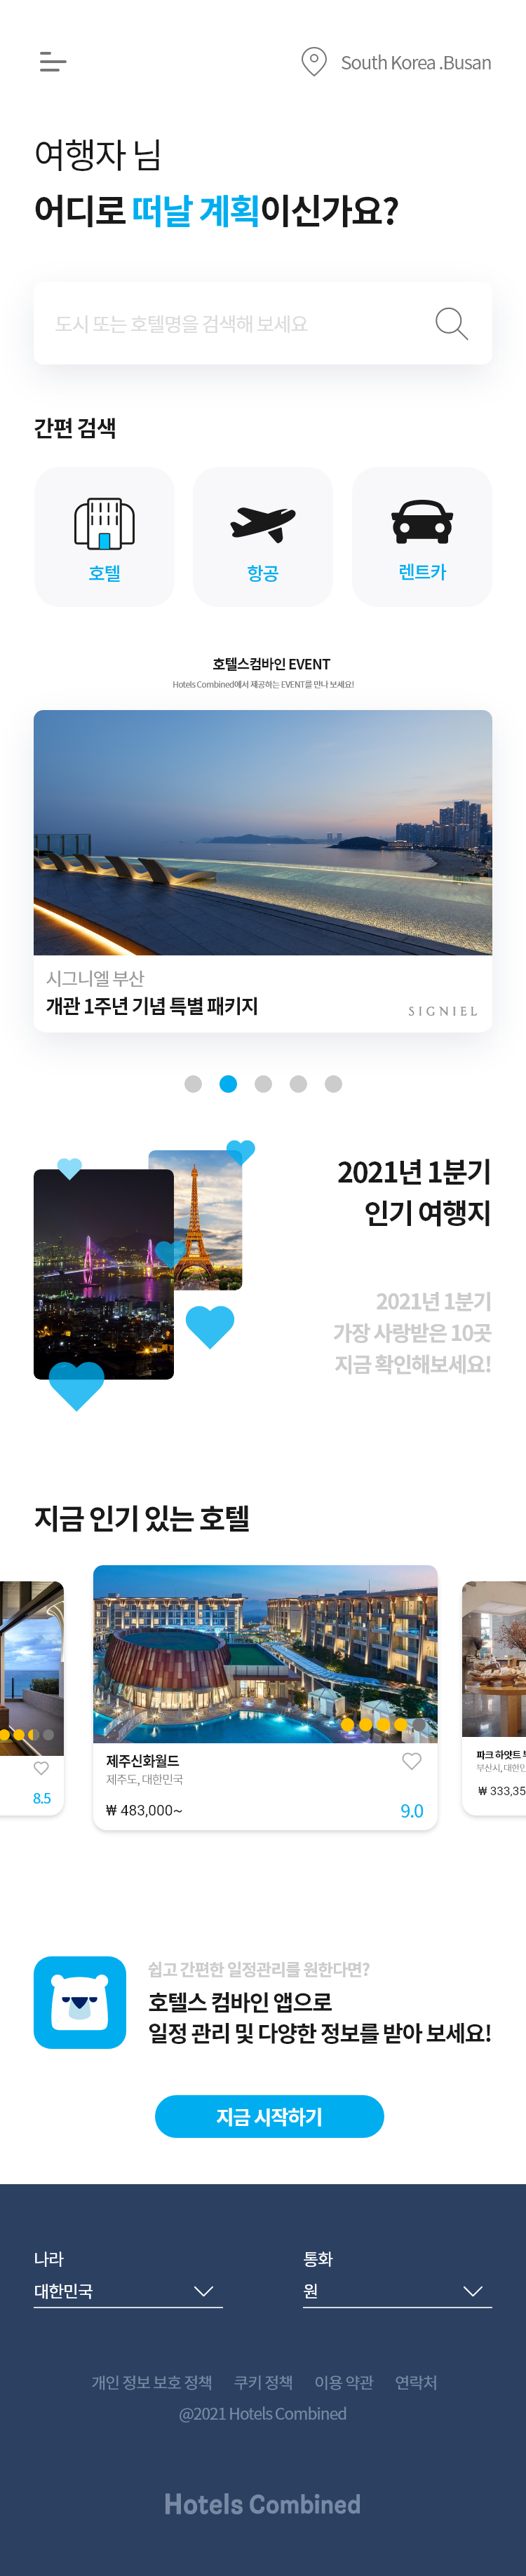 South Korea .Busan
여행자 님
어디로 떠날 계획이신가요?
도시 또는 호텔명을 검색해 보세요
간편 검색
호텔
항공
렌트카
호텔스컴바인 EVENT
Hotels Combined에서 제공하는 EVENT를 만나 보세요!
시그니엘 부산
개관 1주년 기념 특별 패키지
SIGNIEL
2021년 1분기
인기 여행지
2021년 1분기
가장 사랑받은 10곳
지금 확인해보세요!
지금 인기 있는 호텔
8.5
제주신화월드
제주도, 대한민국
₩ 483,000~
9.0
파크 하얏트
부산시, 대한민
₩ 333,35
쉽고 간편한 일정관리를 원한다면?
호텔스 컴바인 앱으로
일정 관리 및 다양한 정보를 받아 보세요!
지금 시작하기
나라
대한민국
통화
원
개인 정보 보호 정책 쿠키 정책 이용 약관 연락처
@2021 Hotels Combined
Hotels Combined